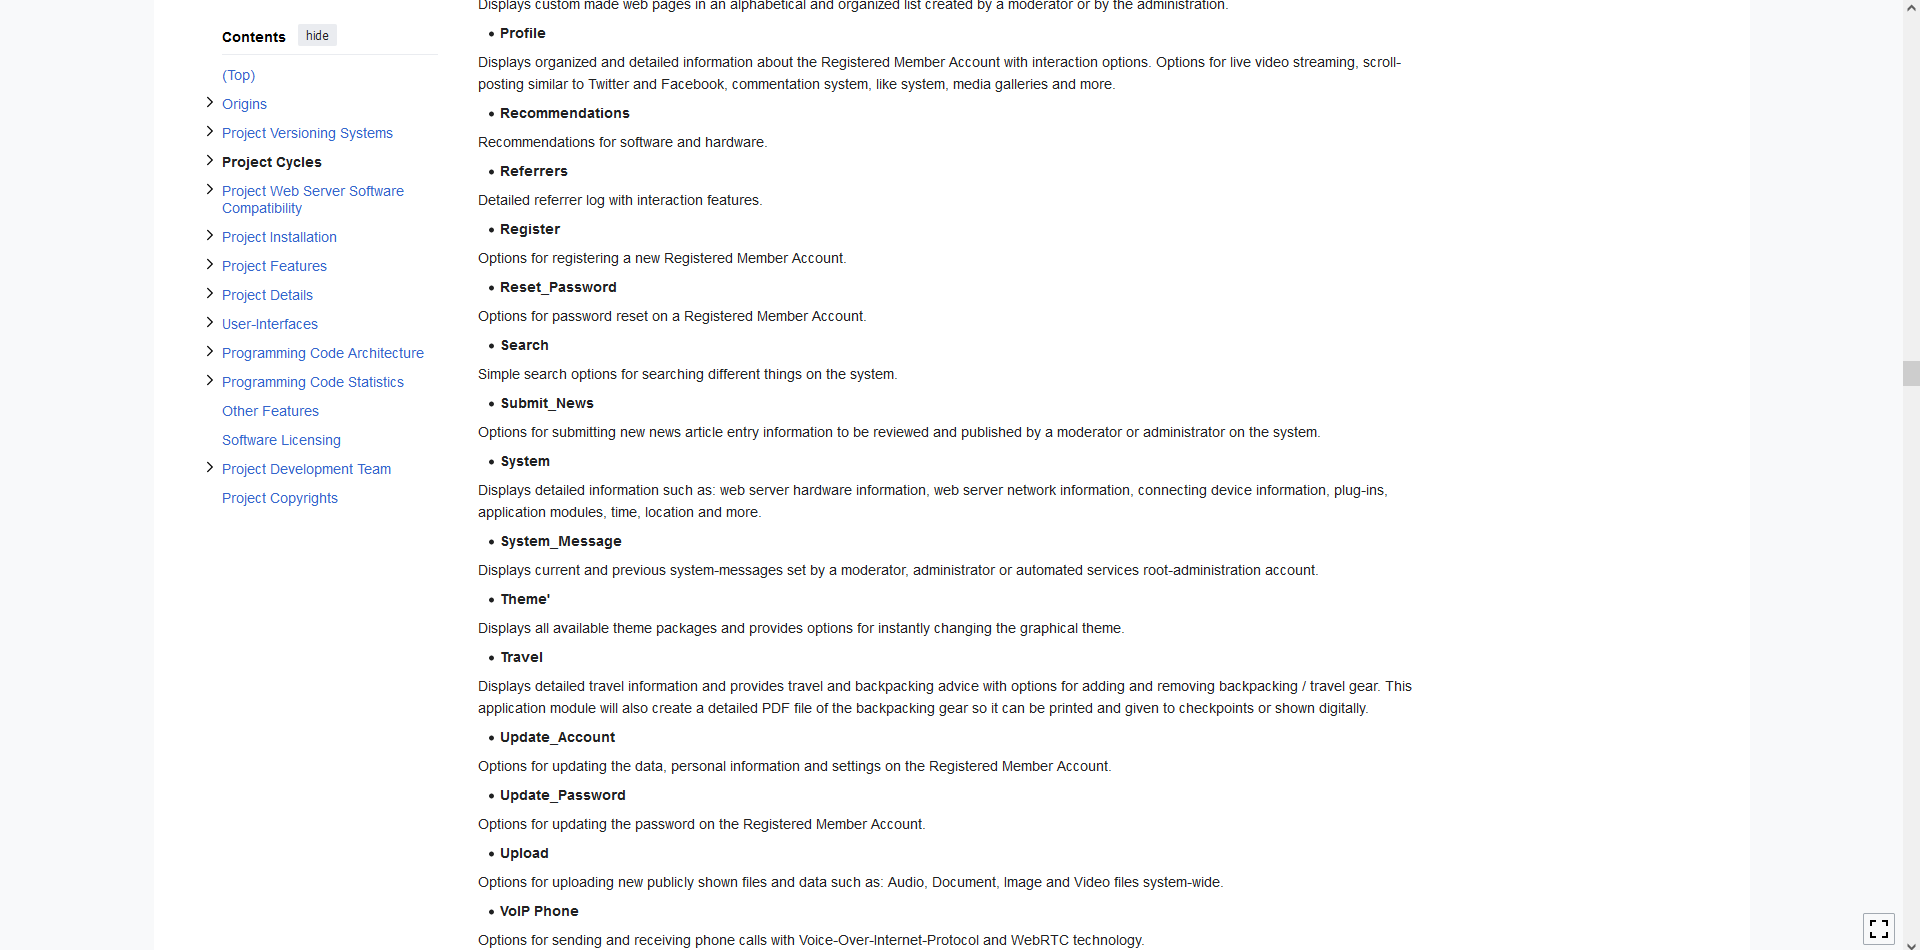 Contents hide
(Top)
Origins
Project Versioning Systems
Project Cycles
Project Web Server Software
Compatibility
Project Installation
Project Features
Project Details
User-Interfaces
Programming Code Architecture
Programming Code Statistics
Other Features
Software Licensing
Project Development Team
Project Copyrights
Displays custom made web pages in an alphabetical and organized list created by a moderator or by the administration.
• Profile
Displays organized and detailed information about the Registered Member Account with interaction options. Options for live video streaming, scroll-
posting similar to Twitter and Facebook, commentation system, like system, media galleries and more.
• Recommendations
Recommendations for software and hardware.
• Referrers
Detailed referrer log with interaction features.
• Register
Options for registering a new Registered Member Account.
• Reset_Password
Options for password reset on a Registered Member Account.
• Search
Simple search options for searching different things on the system.
• Submit_News
Options for submitting new news article entry information to be reviewed and published by a moderator or administrator on the system.
• System
Displays detailed information such as: web server hardware information, web server network information, connecting device information, plug-ins,
application modules, time, location and more.
• System_Message
Displays current and previous system-messages set by a moderator, administrator or automated services root-administration account.
• Theme'
Displays all available theme packages and provides options for instantly changing the graphical theme.
• Travel
Displays detailed travel information and provides travel and backpacking advice with options for adding and removing backpacking / travel gear. This
application module will also create a detailed PDF file of the backpacking gear so it can be printed and given to checkpoints or shown digitally.
• Update_Account
Options for updating the data, personal information and settings on the Registered Member Account.
• Update_Password
Options for updating the password on the Registered Member Account.
• Upload
Options for uploading new publicly shown files and data such as: Audio, Document, Image and Video files system-wide.
• VoIP Phone
Options for sending and receiving phone calls with Voice-Over-Internet-Protocol and WebRTC technology.